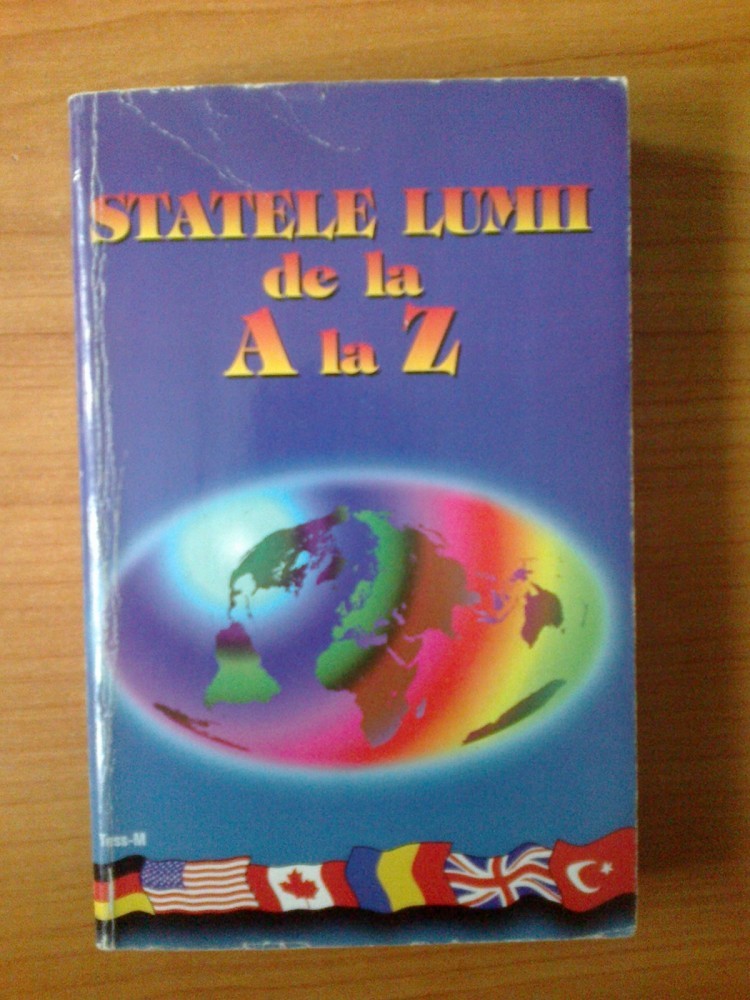 STATELE LUMII
de la
A la Z
Tess-M